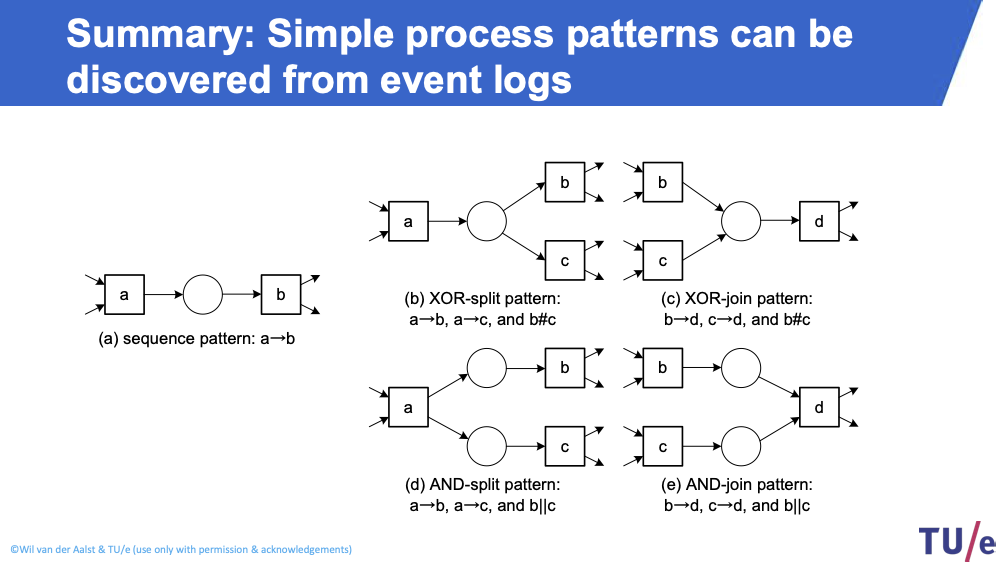 Summary: Simple process patterns can be
discovered from event logs
a
b
(a) sequence pattern: a→b
a
b
c
(b) XOR-split pattern:
a→b, a→c, and b#c
b
c
d
(c) XOR-join pattern:
b→d, c→d, and b#c
a
b
c
(d) AND-split pattern:
a→b, a→c, and b||c
b
c
d
(e) AND-join pattern:
b→d, c→d, and b||c
©Wil van der Aalst & TU/e (use only with permission & acknowledgements)
TU/e